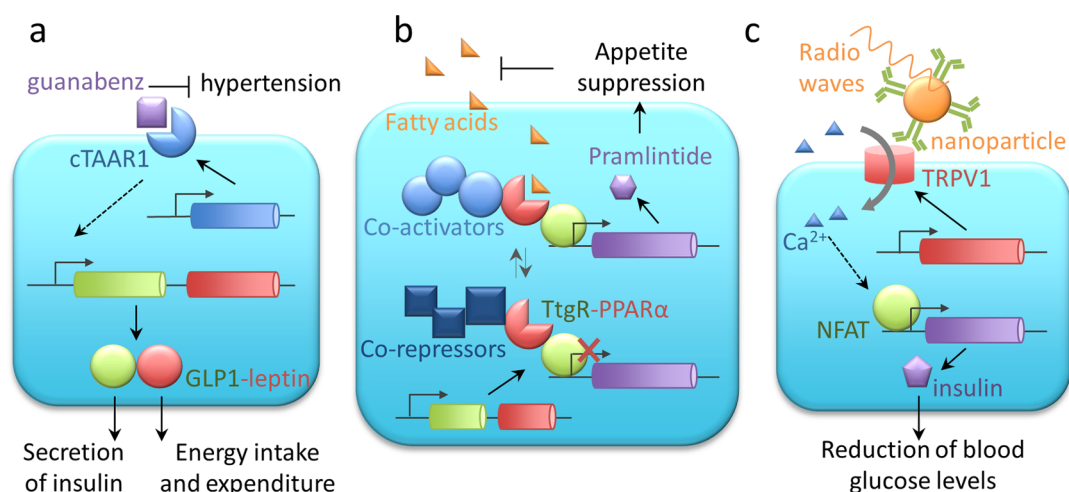 a
guanabenz
hypertension
cTAAR1
GLP1-leptin
Secretion
of insulin
Energy intake
and expenditure
b
Appetite
suppression
Fatty acids
Pramlintide
Co-activators
TtgR-PPARα
Co-repressors
c
Radio
waves
nanoparticle
TRPV1
Ca²⁺
NFAT
insulin
Reduction of blood
glucose levels